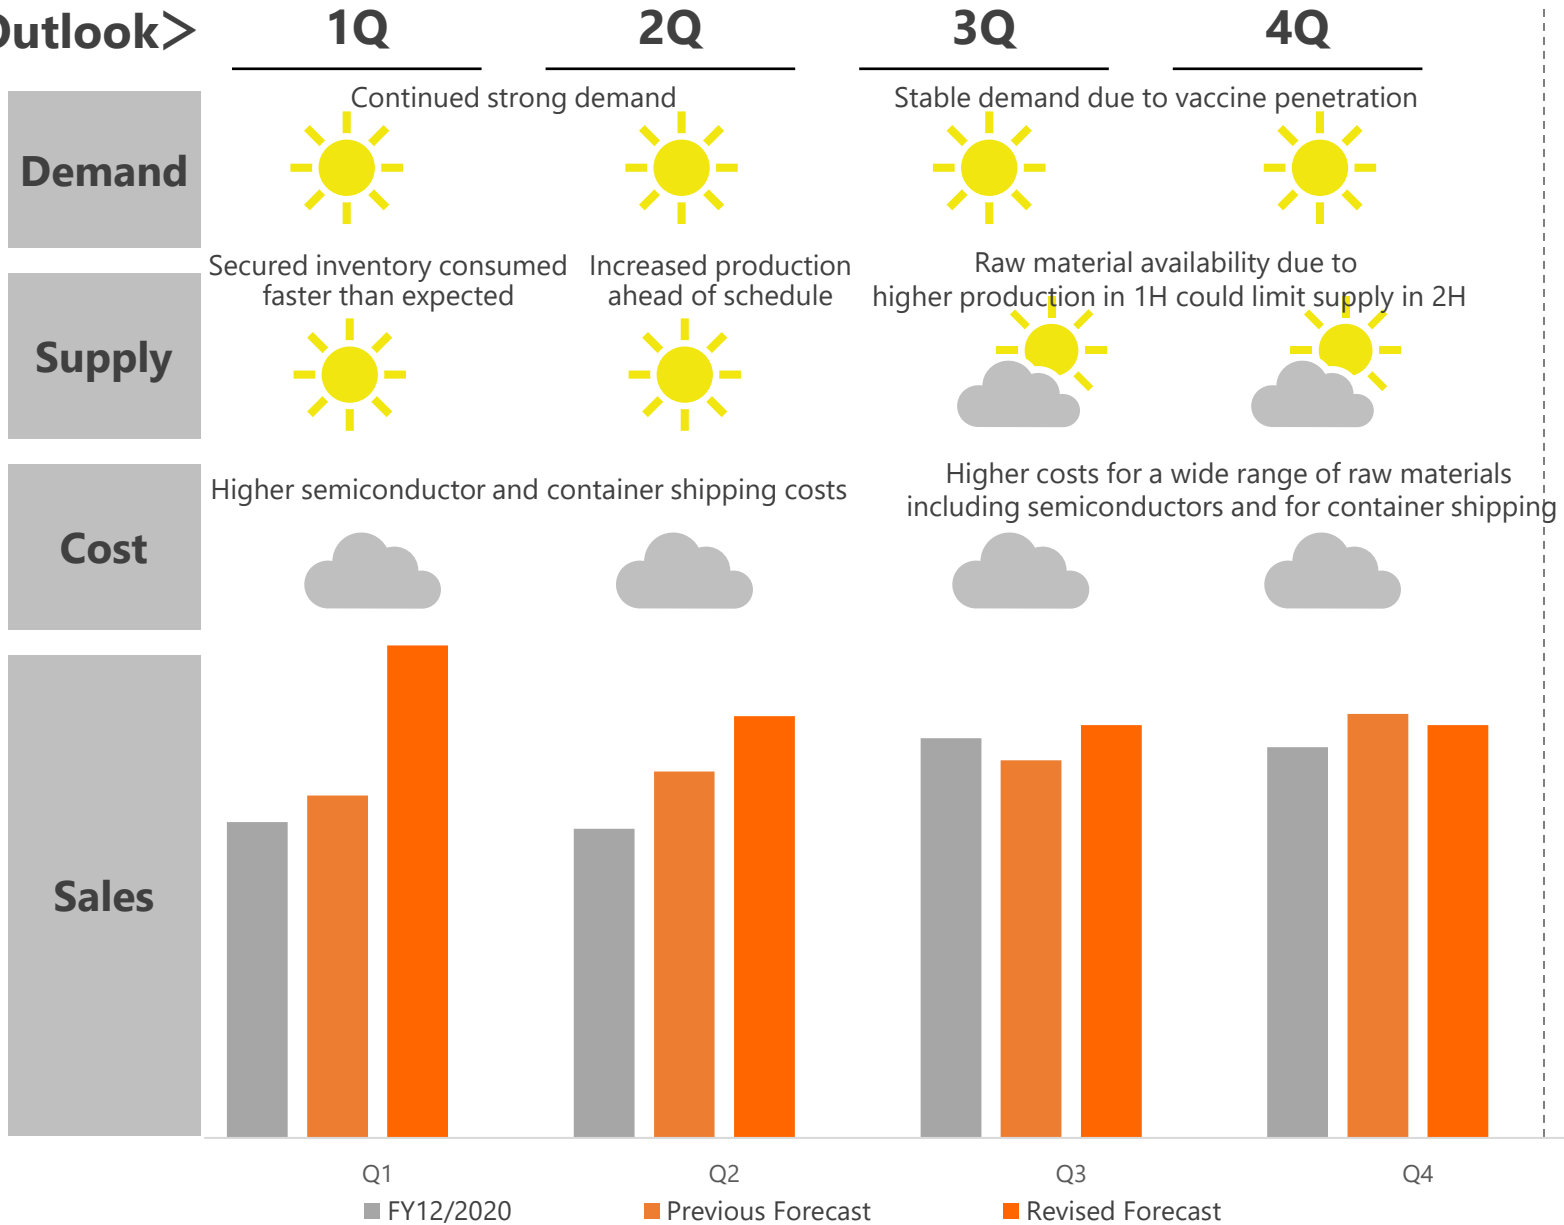 Outlook＞
1Q
2Q
3Q
4Q
Demand
Continued strong demand
Stable demand due to vaccine penetration
Supply
Secured inventory consumed
faster than expected
Increased production
ahead of schedule
Raw material availability due to
higher production in 1H could limit supply in 2H
Cost
Higher semiconductor and container shipping costs
Higher costs for a wide range of raw materials
including semiconductors and for container shipping
Sales
Q1
Q2
Q3
Q4
FY12/2020
Previous Forecast
Revised Forecast